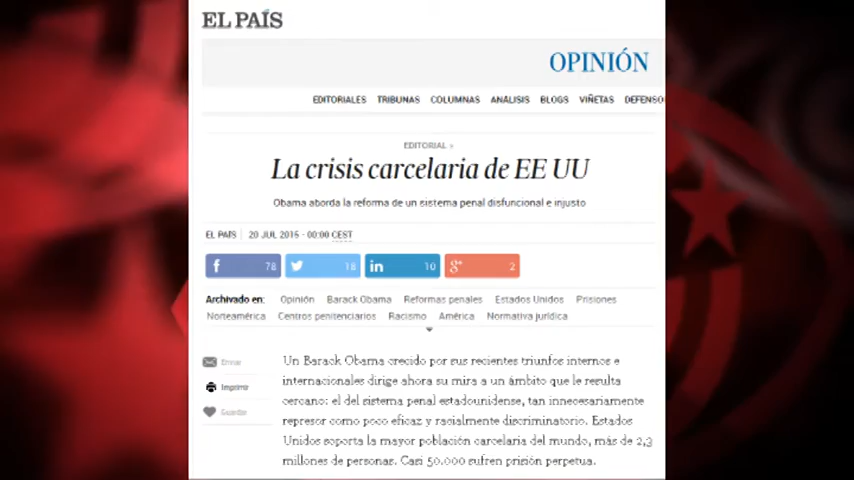 EL PAÍS
OPINIÓN
EDITORIALES TRIBUNAS COLUMNAS ANÁLISIS BLOGS VIÑETAS DEFENSO
EDITORIAL >
La crisis carcelaria de EE UU
Obama aborda la reforma de un sistema penal disfuncional e injusto
EL PAÍS 20 JUL 2015 - 00:00 CEST
78 18 in 10 g+ 2
Archivado en: Opinión Barack Obama Reformas penales Estados Unidos Prisiones
Norteamérica Centros penitenciarios Racismo América Normativa jurídica
Enviar
Imprimir
Guardar
Un Barack Obama crecido por sus recientes triunfos internos e
internacionales dirige ahora su mira a un ámbito que le resulta
cercano: el del sistema penal estadounidense, tan innecesariamente
represor como poco eficaz y racialmente discriminatorio. Estados
Unidos soporta la mayor población carcelaria del mundo, más de 2,3
millones de personas. Casi 50.000 sufren prisión perpetua.